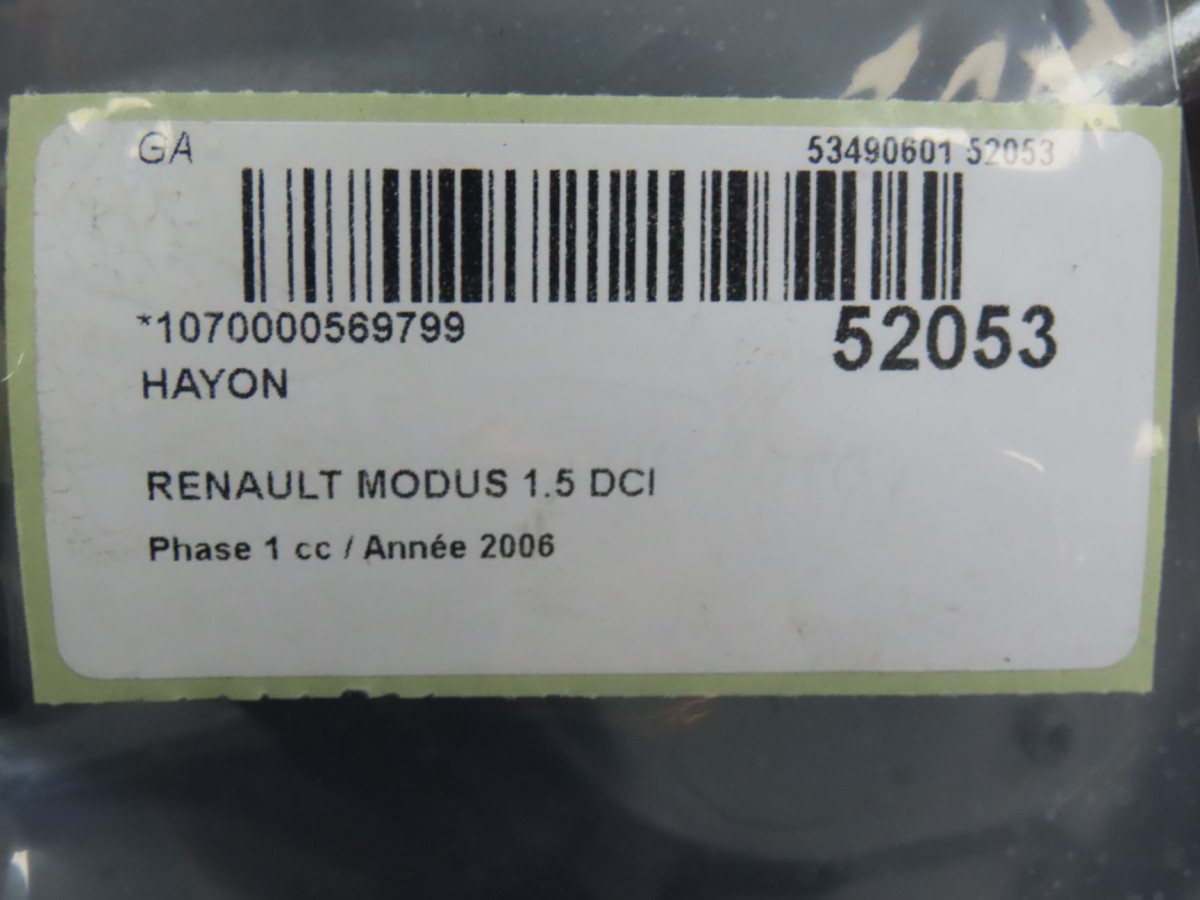 GA 53490601 52053
*1070000569799 52053
HAYON
RENAULT MODUS 1.5 DCI
Phase 1 cc / Année 2006